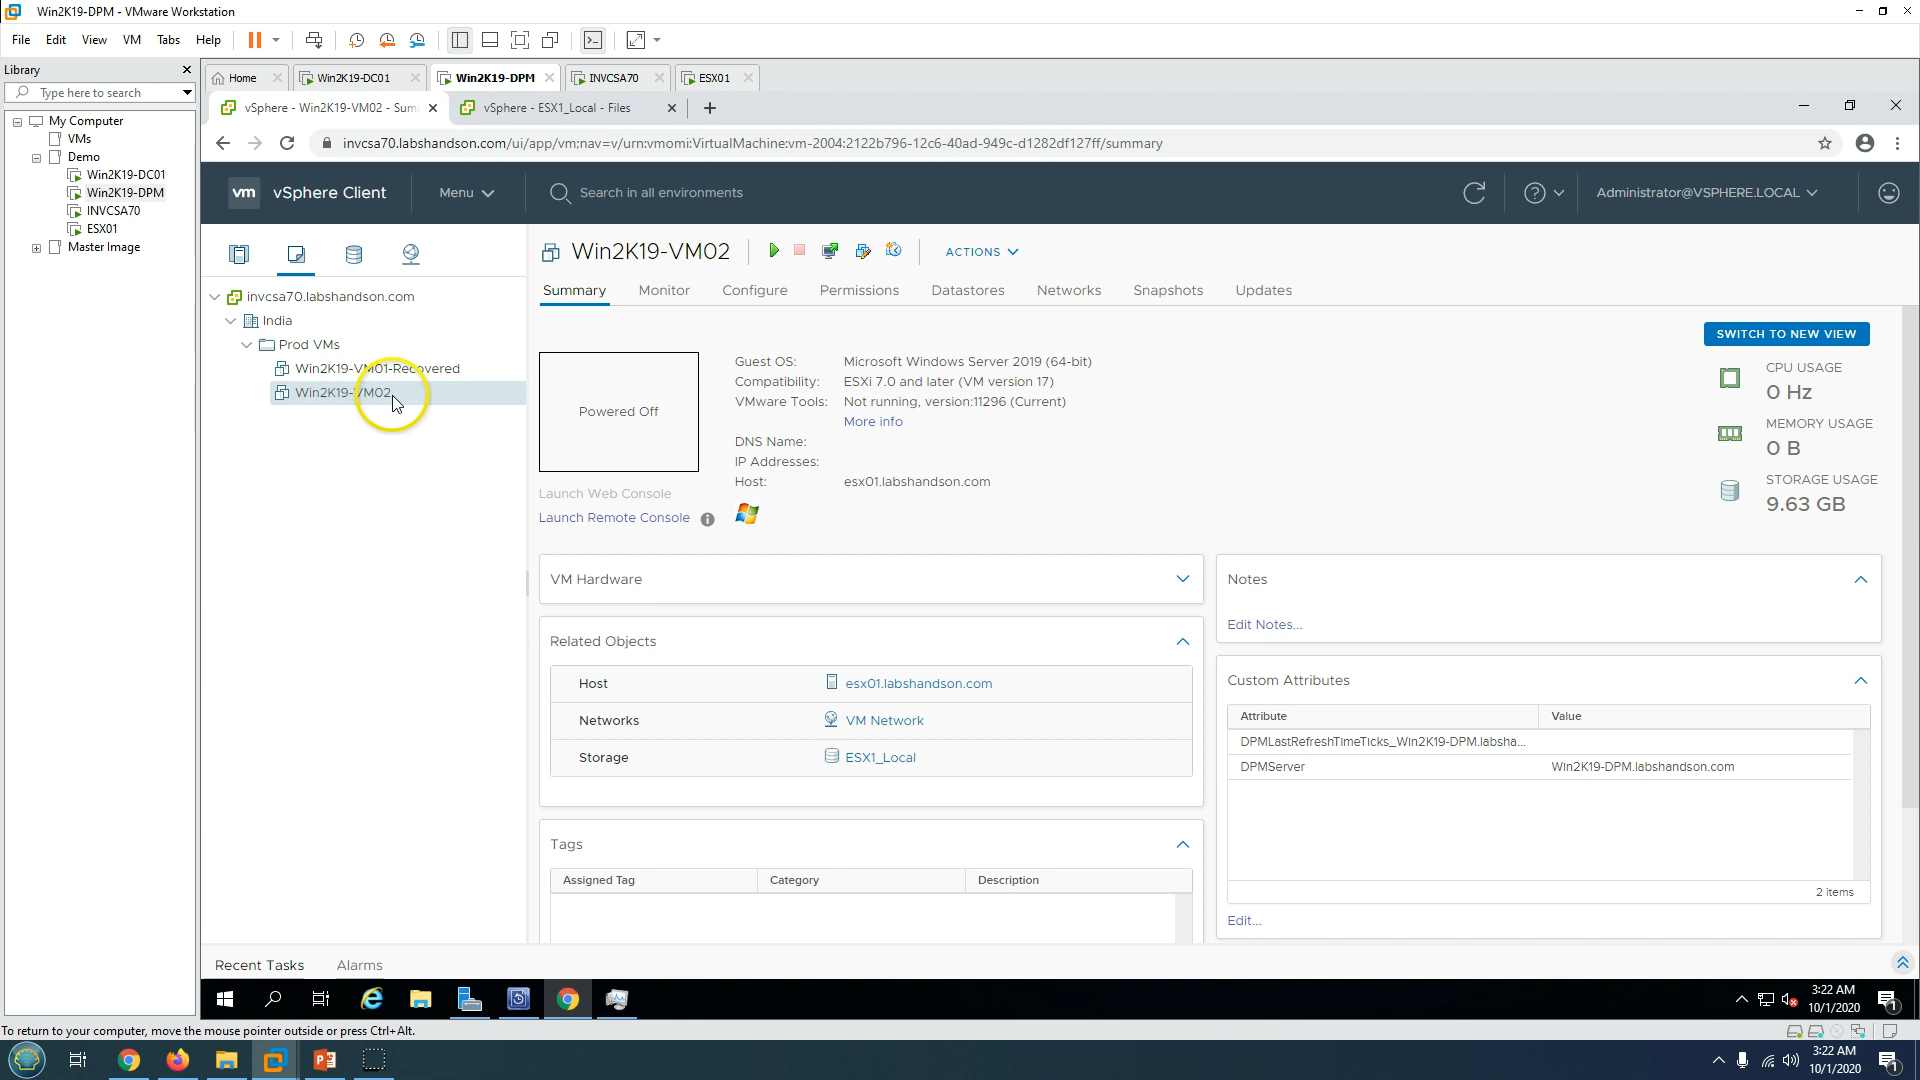 Win2K19-DPM - VMware Workstation
File Edit View VM Tabs Help
Library
Type here to search
My Computer
VMs
Demo
Win2K19-DC01
Win2K19-DPM
INVCSA70
ESX01
Master Image
Home
Win2K19-DC01
Win2K19-DPM
INVCSA70
ESX01
vSphere - Win2K19-VM02 - Sum
vSphere - ESX1_Local - Files
invcsa70.labshandson.com/ui/app/vm;nav=v/urn:vmomi:VirtualMachine:vm-2004:2122b796-12c6-40ad-949c-d1282df127ff/summary
vm vSphere Client Menu Search in all environments Administrator@VSPHERE.LOCAL
invcsa70.labshandson.com
India
Prod VMs
Win2K19-VM01-Recovered
Win2K19-VM02
Win2K19-VM02 ACTIONS
Summary Monitor Configure Permissions Datastores Networks Snapshots Updates
SWITCH TO NEW VIEW
Powered Off
Guest OS: Microsoft Windows Server 2019 (64-bit)
Compatibility: ESXi 7.0 and later (VM version 17)
VMware Tools: Not running, version:11296 (Current)
More info
DNS Name:
IP Addresses:
Host: esx01.labshandson.com
Launch Web Console
Launch Remote Console
CPU USAGE
0 Hz
MEMORY USAGE
0 B
STORAGE USAGE
9.63 GB
VM Hardware
Related Objects
Host esx01.labshandson.com
Networks VM Network
Storage ESX1_Local
Tags
Assigned Tag Category Description
Notes
Edit Notes...
Custom Attributes
Attribute Value
DPMLastRefreshTimeTicks_Win2K19-DPM.labsha...
DPMServer Win2K19-DPM.labshandson.com
2 items
Edit...
Recent Tasks Alarms
3:22 AM
10/1/2020
1
To return to your computer, move the mouse pointer outside or press Ctrl+Alt.
3:22 AM
10/1/2020
1